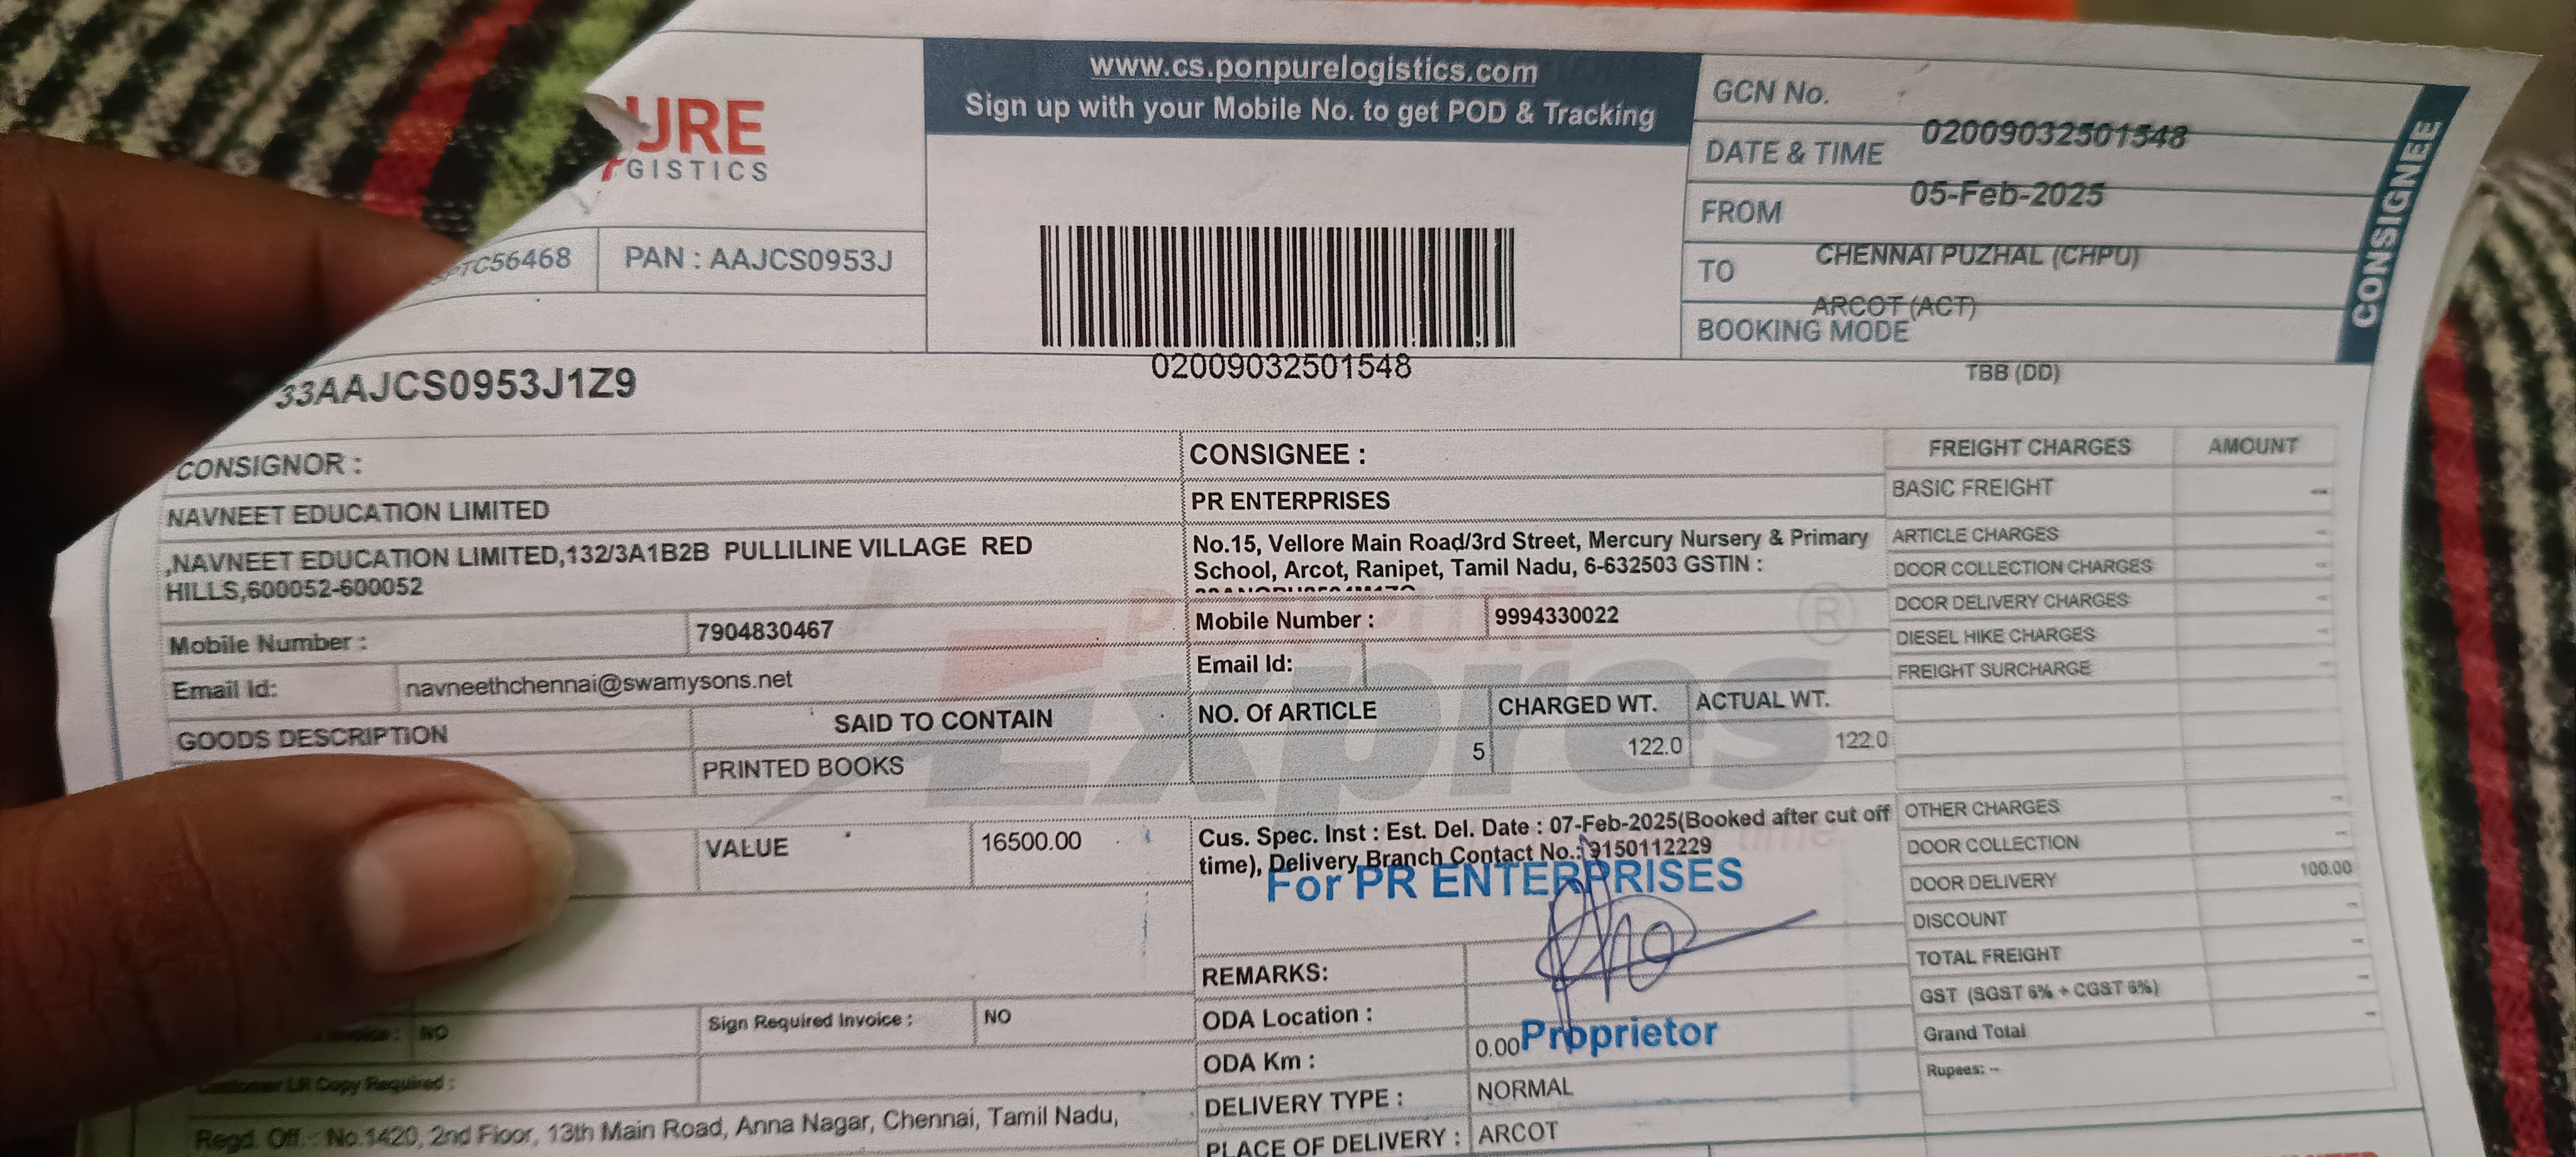 URE
GISTICS
www.cs.ponpurelogistics.com
Sign up with your Mobile No. to get POD & Tracking
GCN No.
02009032501548
DATE & TIME
05-Feb-2025
FROM
CHENNAI PUZHAL (CHPU)
TO
ARCOT (ACT)
BOOKING MODE
TBB (DD)
CONSIGNEE
PTC56468
PAN : AAJCS0953J
02009032501548
33AAJCS0953J1Z9
CONSIGNOR :
NAVNEET EDUCATION LIMITED
,NAVNEET EDUCATION LIMITED,132/3A1B2B PULLILINE VILLAGE RED
HILLS,600052-600052
Mobile Number : 7904830467
Email Id: navneethchennai@swamysons.net
GOODS DESCRIPTION
SAID TO CONTAIN
PRINTED BOOKS
VALUE 16500.00
CONSIGNEE :
PR ENTERPRISES
No.15, Vellore Main Road/3rd Street, Mercury Nursery & Primary
School, Arcot, Ranipet, Tamil Nadu, 6-632503 GSTIN :
Mobile Number : 9994330022
Email Id:
NO. Of ARTICLE CHARGED WT. ACTUAL WT.
5 122.0 122.0
PON PURE
Expres
®
time
Cus. Spec. Inst : Est. Del. Date : 07-Feb-2025(Booked after cut off
time), Delivery Branch Contact No.: 9150112229
For PR ENTERPRISES
Proprietor
REMARKS:
ODA Location :
ODA Km : 0.00
DELIVERY TYPE : NORMAL
PLACE OF DELIVERY : ARCOT
FREIGHT CHARGES AMOUNT
BASIC FREIGHT --
ARTICLE CHARGES -
DOOR COLLECTION CHARGES -
DOOR DELIVERY CHARGES -
DIESEL HIKE CHARGES -
FREIGHT SURCHARGE -
OTHER CHARGES -
DOOR COLLECTION -
DOOR DELIVERY 100.00
DISCOUNT -
TOTAL FREIGHT -
GST (SGST 6% + CGST 6%) -
Grand Total -
Rupees: --
Invoice : NO
Sign Required Invoice : NO
Customer LR Copy Required :
Regd. Off. : No.1420, 2nd Floor, 13th Main Road, Anna Nagar, Chennai, Tamil Nadu,